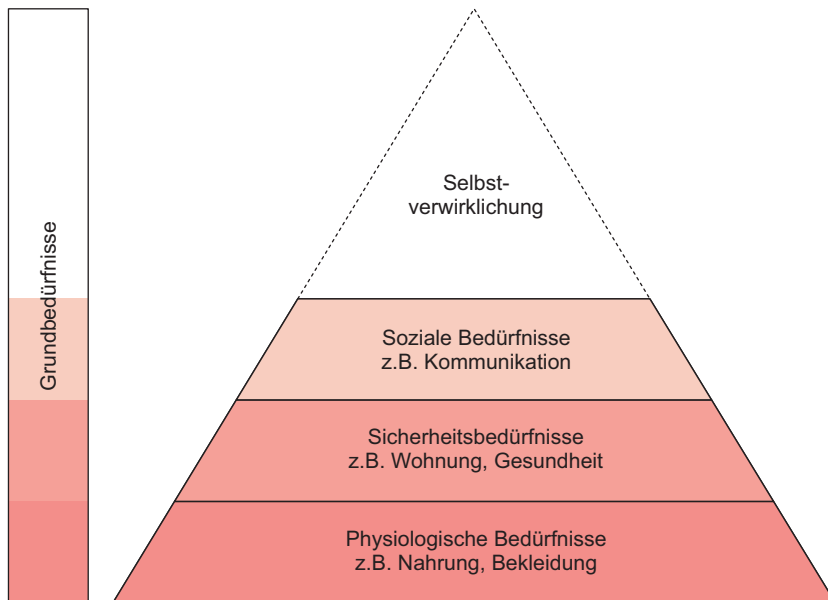 Grundbedürfnisse
Selbst-
verwirklichung
Soziale Bedürfnisse
z.B. Kommunikation
Sicherheitsbedürfnisse
z.B. Wohnung, Gesundheit
Physiologische Bedürfnisse
z.B. Nahrung, Bekleidung